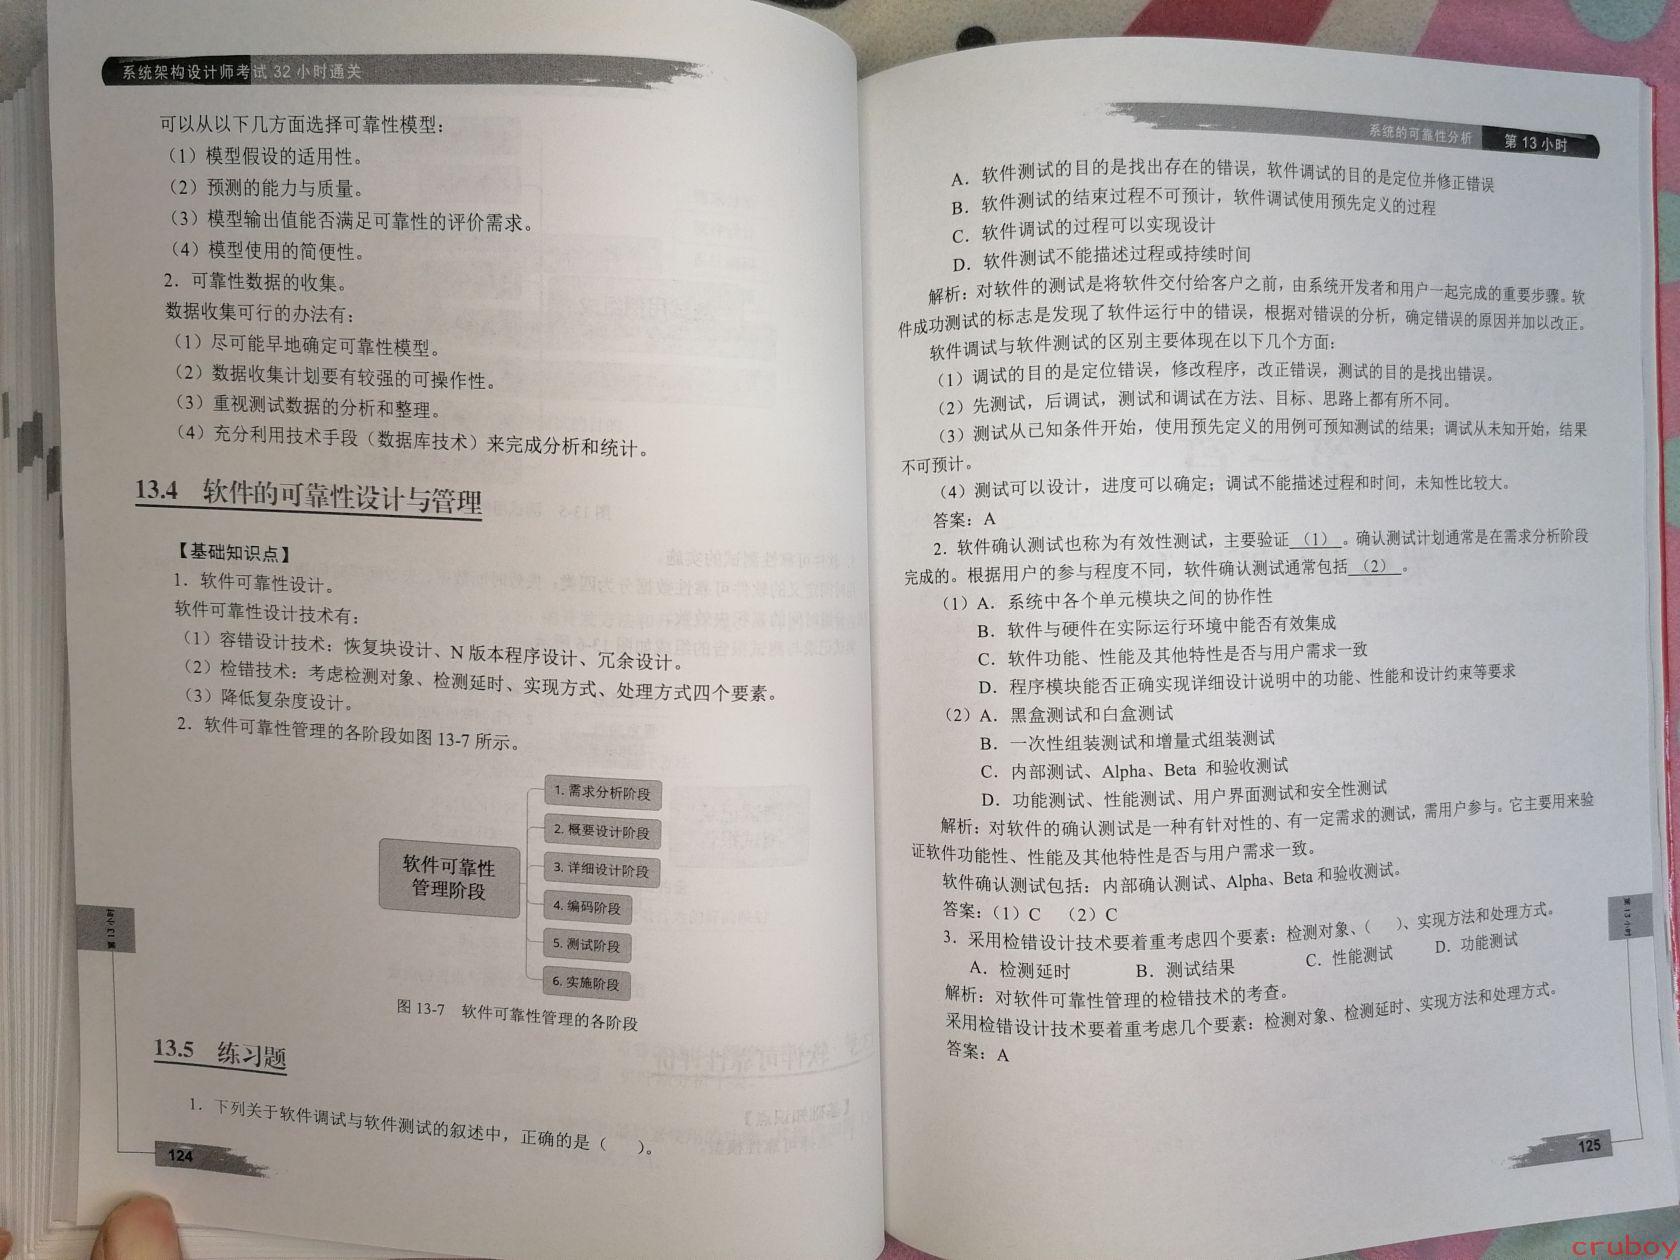 系统架构设计师考试 32 小时通关
可以从以下几方面选择可靠性模型：
（1）模型假设的适用性。
（2）预测的能力与质量。
（3）模型输出值能否满足可靠性的评价需求。
（4）模型使用的简便性。
2．可靠性数据的收集。
数据收集可行的办法有：
（1）尽可能早地确定可靠性模型。
（2）数据收集计划要有较强的可操作性。
（3）重视测试数据的分析和整理。
（4）充分利用技术手段（数据库技术）来完成分析和统计。
13.4 软件的可靠性设计与管理
【基础知识点】
1．软件可靠性设计。
软件可靠性设计技术有：
（1）容错设计技术：恢复块设计、N 版本程序设计、冗余设计。
（2）检错技术：考虑检测对象、检测延时、实现方式、处理方式四个要素。
（3）降低复杂度设计。
2．软件可靠性管理的各阶段如图 13-7 所示。
软件可靠性
管理阶段
1. 需求分析阶段
2. 概要设计阶段
3. 详细设计阶段
4. 编码阶段
5. 测试阶段
6. 实施阶段
图 13-7 软件可靠性管理的各阶段
13.5 练习题
1．下列关于软件调试与软件测试的叙述中，正确的是（ ）。
第 13 小时
124
系统的可靠性分析 第 13 小时
A．软件测试的目的是找出存在的错误，软件调试的目的是定位并修正错误
B．软件测试的结束过程不可预计，软件调试使用预先定义的过程
C．软件调试的过程可以实现设计
D．软件测试不能描述过程或持续时间
解析：对软件的测试是将软件交付给客户之前，由系统开发者和用户一起完成的重要步骤。软
件成功测试的标志是发现了软件运行中的错误，根据对错误的分析，确定错误的原因并加以改正。
软件调试与软件测试的区别主要体现在以下几个方面：
（1）调试的目的是定位错误，修改程序，改正错误，测试的目的是找出错误。
（2）先测试，后调试，测试和调试在方法、目标、思路上都有所不同。
（3）测试从已知条件开始，使用预先定义的用例可预知测试的结果；调试从未知开始，结果
不可预计。
（4）测试可以设计，进度可以确定；调试不能描述过程和时间，未知性比较大。
答案：A
2．软件确认测试也称为有效性测试，主要验证（1）。确认测试计划通常是在需求分析阶段
完成的。根据用户的参与程度不同，软件确认测试通常包括（2）。
（1）A．系统中各个单元模块之间的协作性
B．软件与硬件在实际运行环境中能否有效集成
C．软件功能、性能及其他特性是否与用户需求一致
D．程序模块能否正确实现详细设计说明中的功能、性能和设计约束等要求
（2）A．黑盒测试和白盒测试
B．一次性组装测试和增量式组装测试
C．内部测试、Alpha、Beta 和验收测试
D．功能测试、性能测试、用户界面测试和安全性测试
解析：对软件的确认测试是一种有针对性的、有一定需求的测试，需用户参与。它主要用来验
证软件功能性、性能及其他特性是否与用户需求一致。
软件确认测试包括：内部确认测试、Alpha、Beta 和验收测试。
答案：（1）C （2）C
3．采用检错设计技术要着重考虑四个要素：检测对象、（ ）、实现方法和处理方式。
A．检测延时 B．测试结果 C．性能测试 D．功能测试
解析：对软件可靠性管理的检错技术的考查。
采用检错设计技术要着重考虑几个要素：检测对象、检测延时、实现方法和处理方式。
答案：A
第 13 小时
125
cruboy